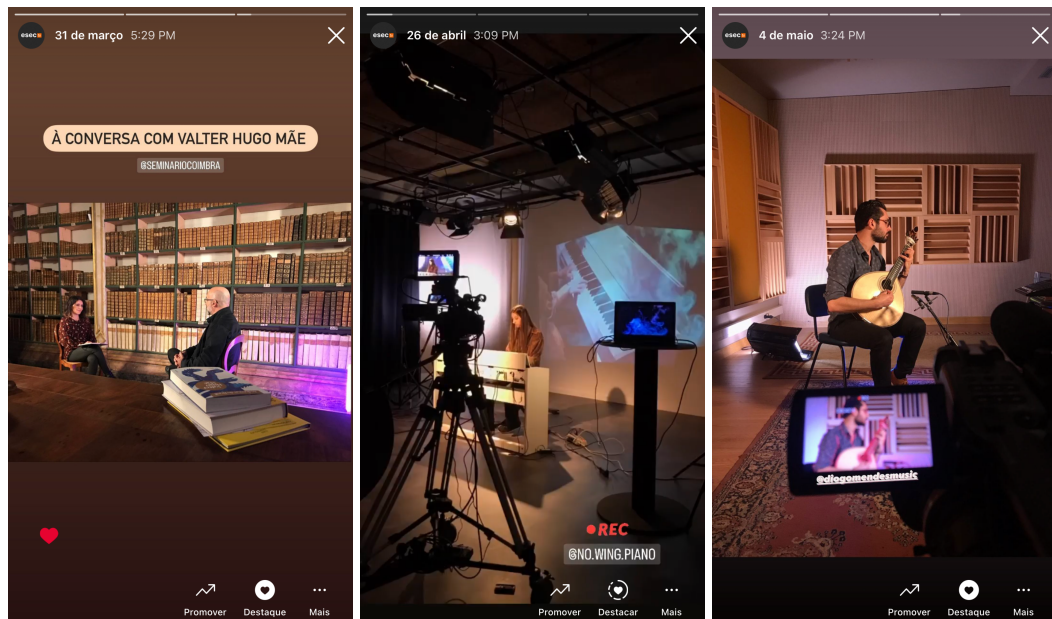 esec
31 de março 5:29 PM
À CONVERSA COM VALTER HUGO MÃE
@SEMINARIOCOIMBRA
Promover
Destaque
Mais
esec
26 de abril 3:09 PM
REC
@NO.WING.PIANO
Promover
Destacar
Mais
esec
4 de maio 3:24 PM
@diogomendesmusic
Promover
Destaque
Mais